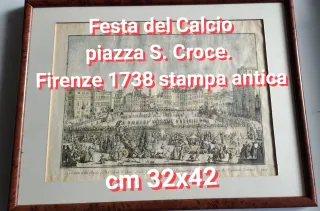 Festa del Calcio
piazza S. Croce.
Firenze 1738 stampa antica
cm 32x42